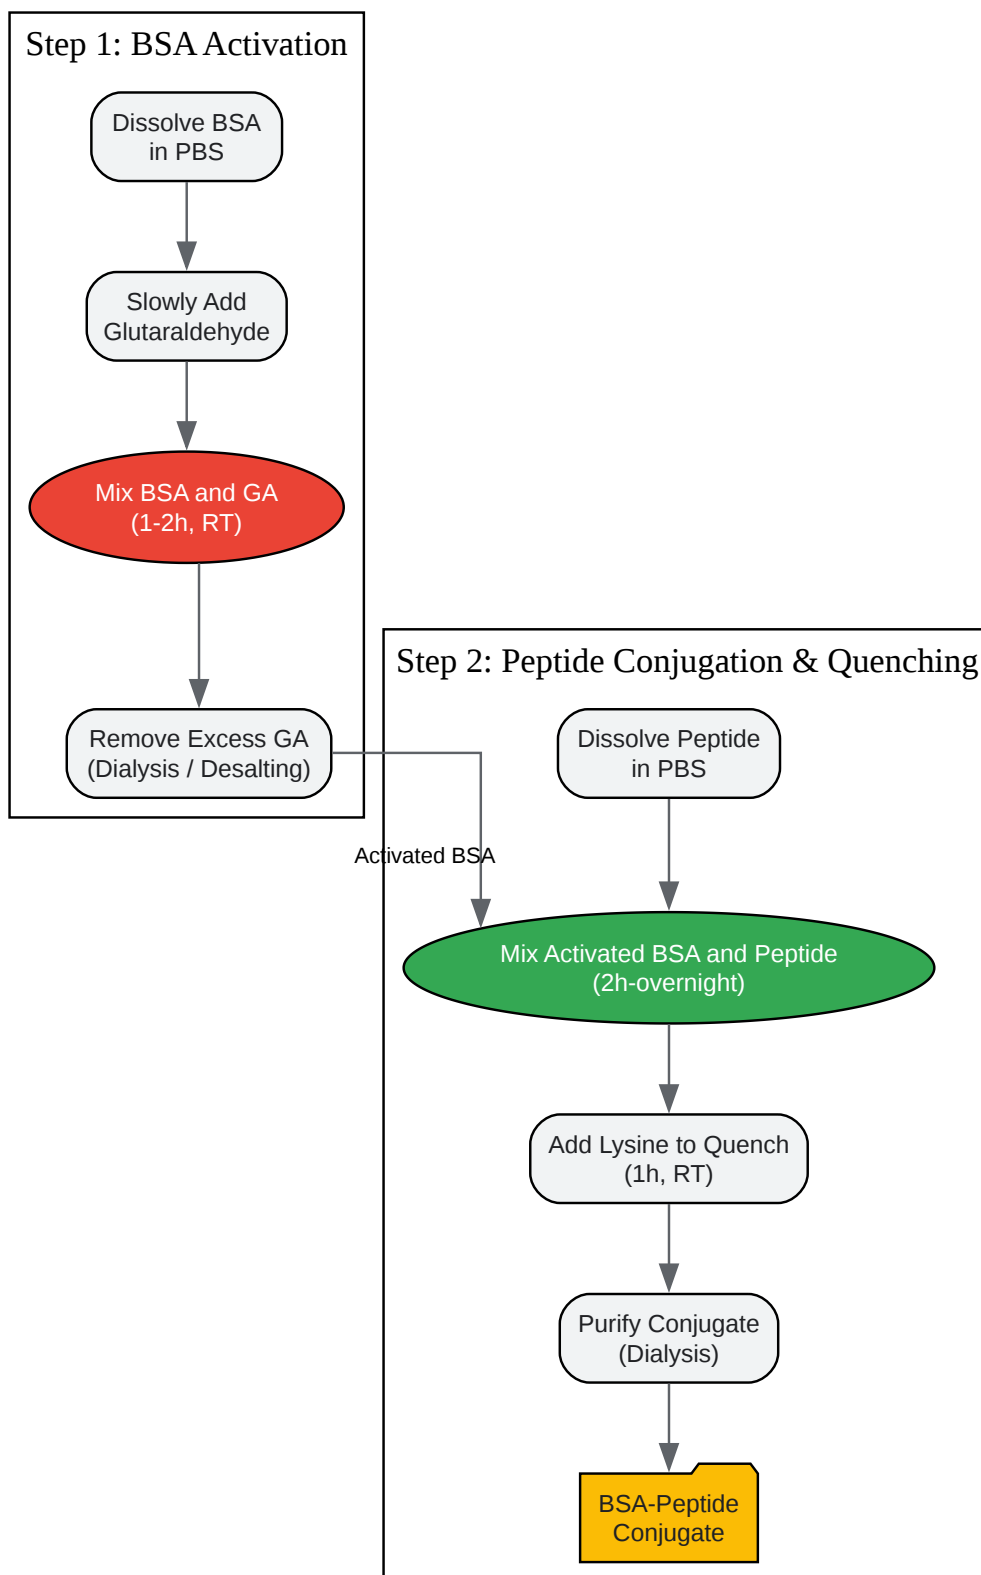 Step 1: BSA Activation
Dissolve BSA
in PBS
Slowly Add
Glutaraldehyde
Mix BSA and GA
(1-2h, RT)
Remove Excess GA
(Dialysis / Desalting)
Activated BSA
Step 2: Peptide Conjugation & Quenching
Dissolve Peptide
in PBS
Mix Activated BSA and Peptide
(2h-overnight)
Add Lysine to Quench
(1h, RT)
Purify Conjugate
(Dialysis)
BSA-Peptide
Conjugate